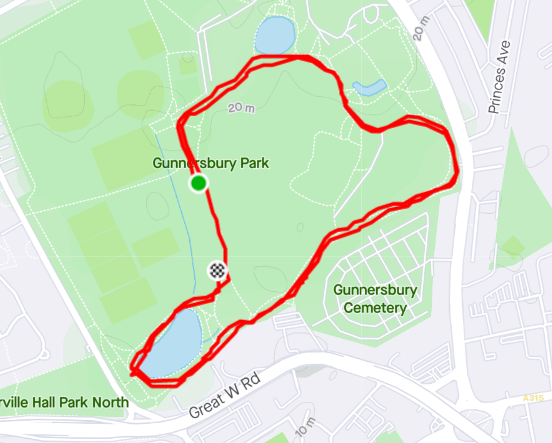 20 m
Princes Ave
20 m
Gunnersbury Park
Gunnersbury
Cemetery
Great W Rd
rville Hall Park North
A315
10 m